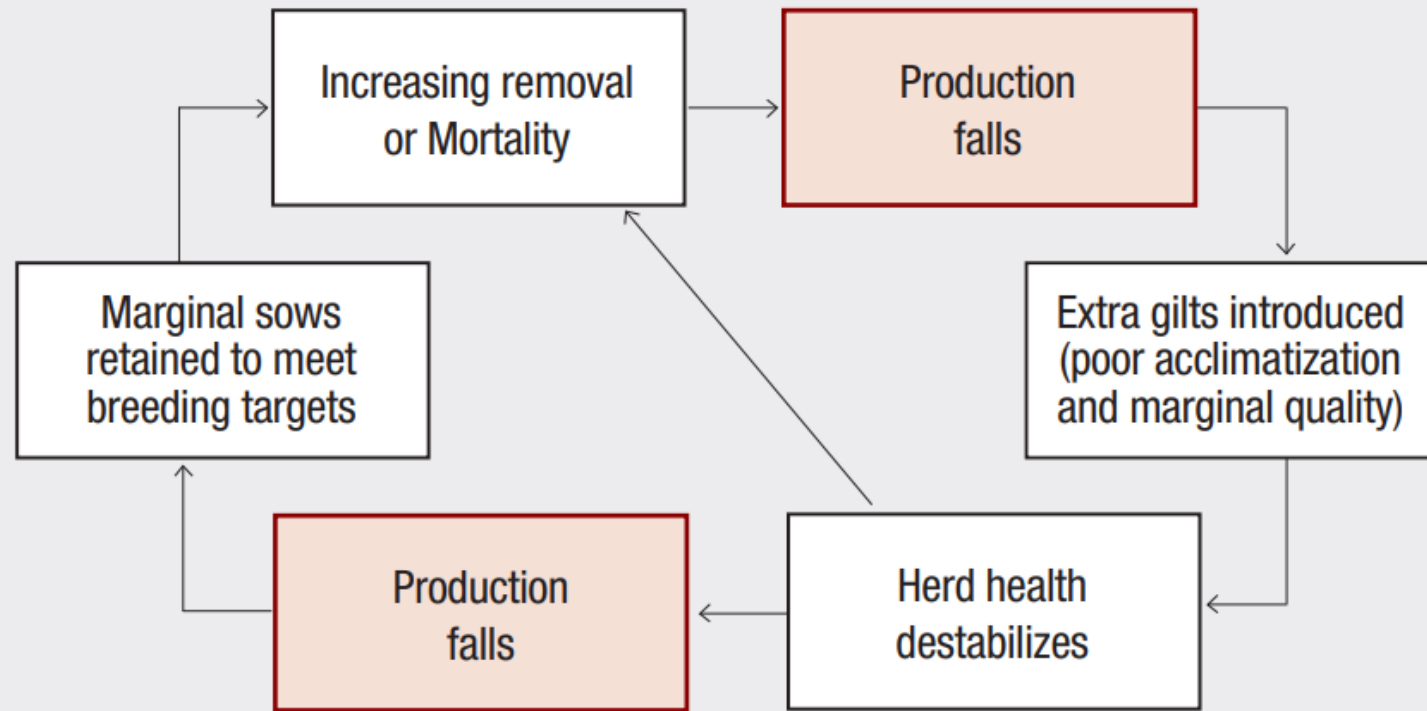 Increasing removal
or Mortality
Production
falls
Extra gilts introduced
(poor acclimatization
and marginal quality)
Herd health
destabilizes
Production
falls
Marginal sows
retained to meet
breeding targets